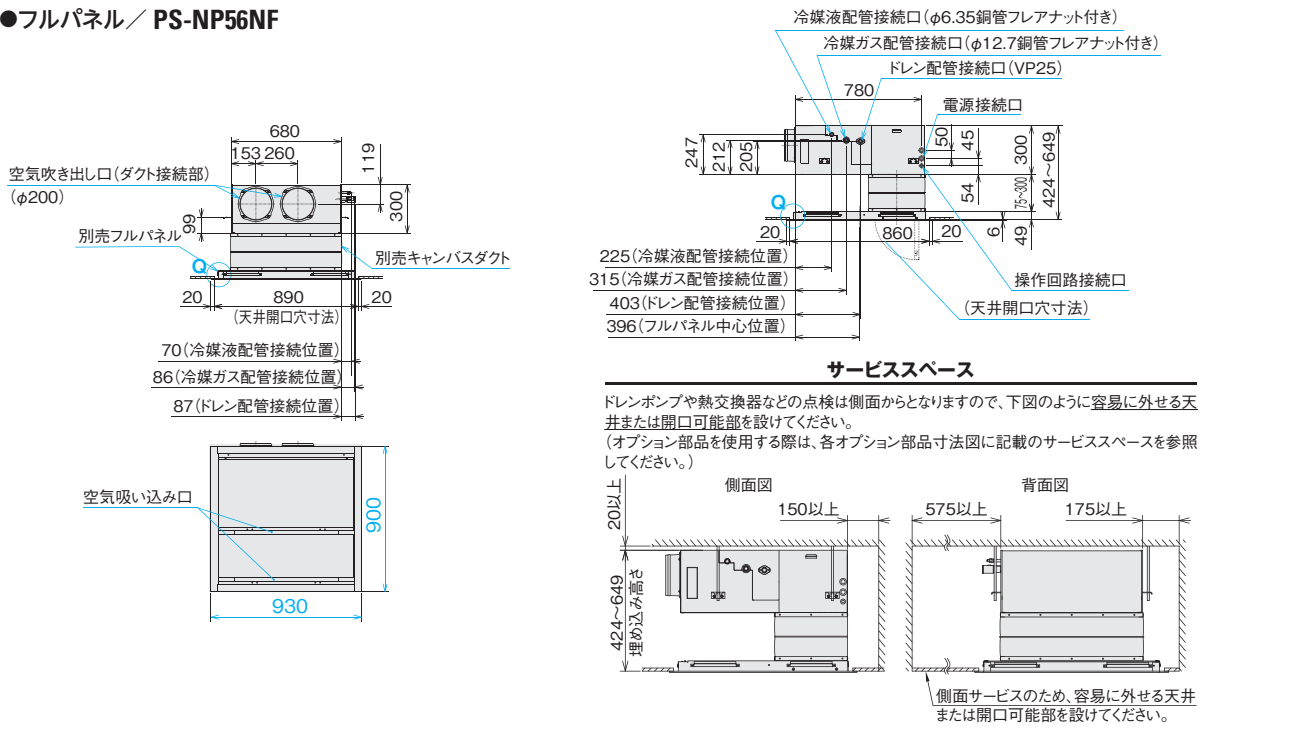 ●フルパネル／ PS-NP56NF
680
153 260
119
空気吹き出し口（ダクト接続部）
（φ200）
300
99
別売フルパネル
Q
別売キャンバスダクト
20
890
20
（天井開口穴寸法）
70（冷媒液配管接続位置）
86（冷媒ガス配管接続位置）
87（ドレン配管接続位置）
空気吸い込み口
900
930
冷媒液配管接続口（φ6.35銅管フレアナット付き）
冷媒ガス配管接続口（φ12.7銅管フレアナット付き）
ドレン配管接続口（VP25）
780
電源接続口
247
212
205
50
45
54
300
75~300
424~649
Q
20
860
20
6
49
225（冷媒液配管接続位置）
315（冷媒ガス配管接続位置）
403（ドレン配管接続位置）
396（フルパネル中心位置）
操作回路接続口
（天井開口穴寸法）
サービススペース
ドレンポンプや熱交換器などの点検は側面からとなりますので、下図のように容易に外せる天
井または開口可能部を設けてください。
（オプション部品を使用する際は、各オプション部品寸法図に記載のサービススペースを参照
してください。）
側面図
20以上
150以上
424~649
埋め込み高さ
背面図
575以上
175以上
側面サービスのため、容易に外せる天井
または開口可能部を設けてください。